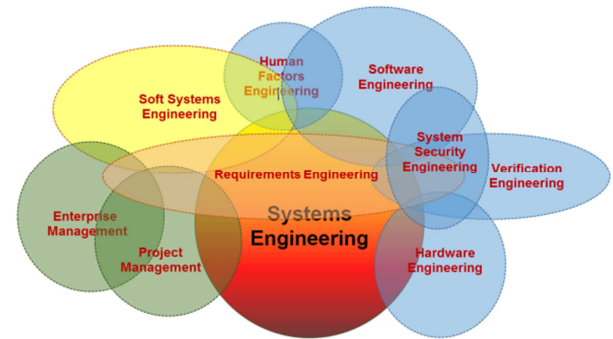 Human
Factors
Engineering
Software
Engineering
Soft Systems
Engineering
System
Security
Engineering
Verification
Engineering
Requirements Engineering
Enterprise
Management
Systems
Engineering
Project
Management
Hardware
Engineering